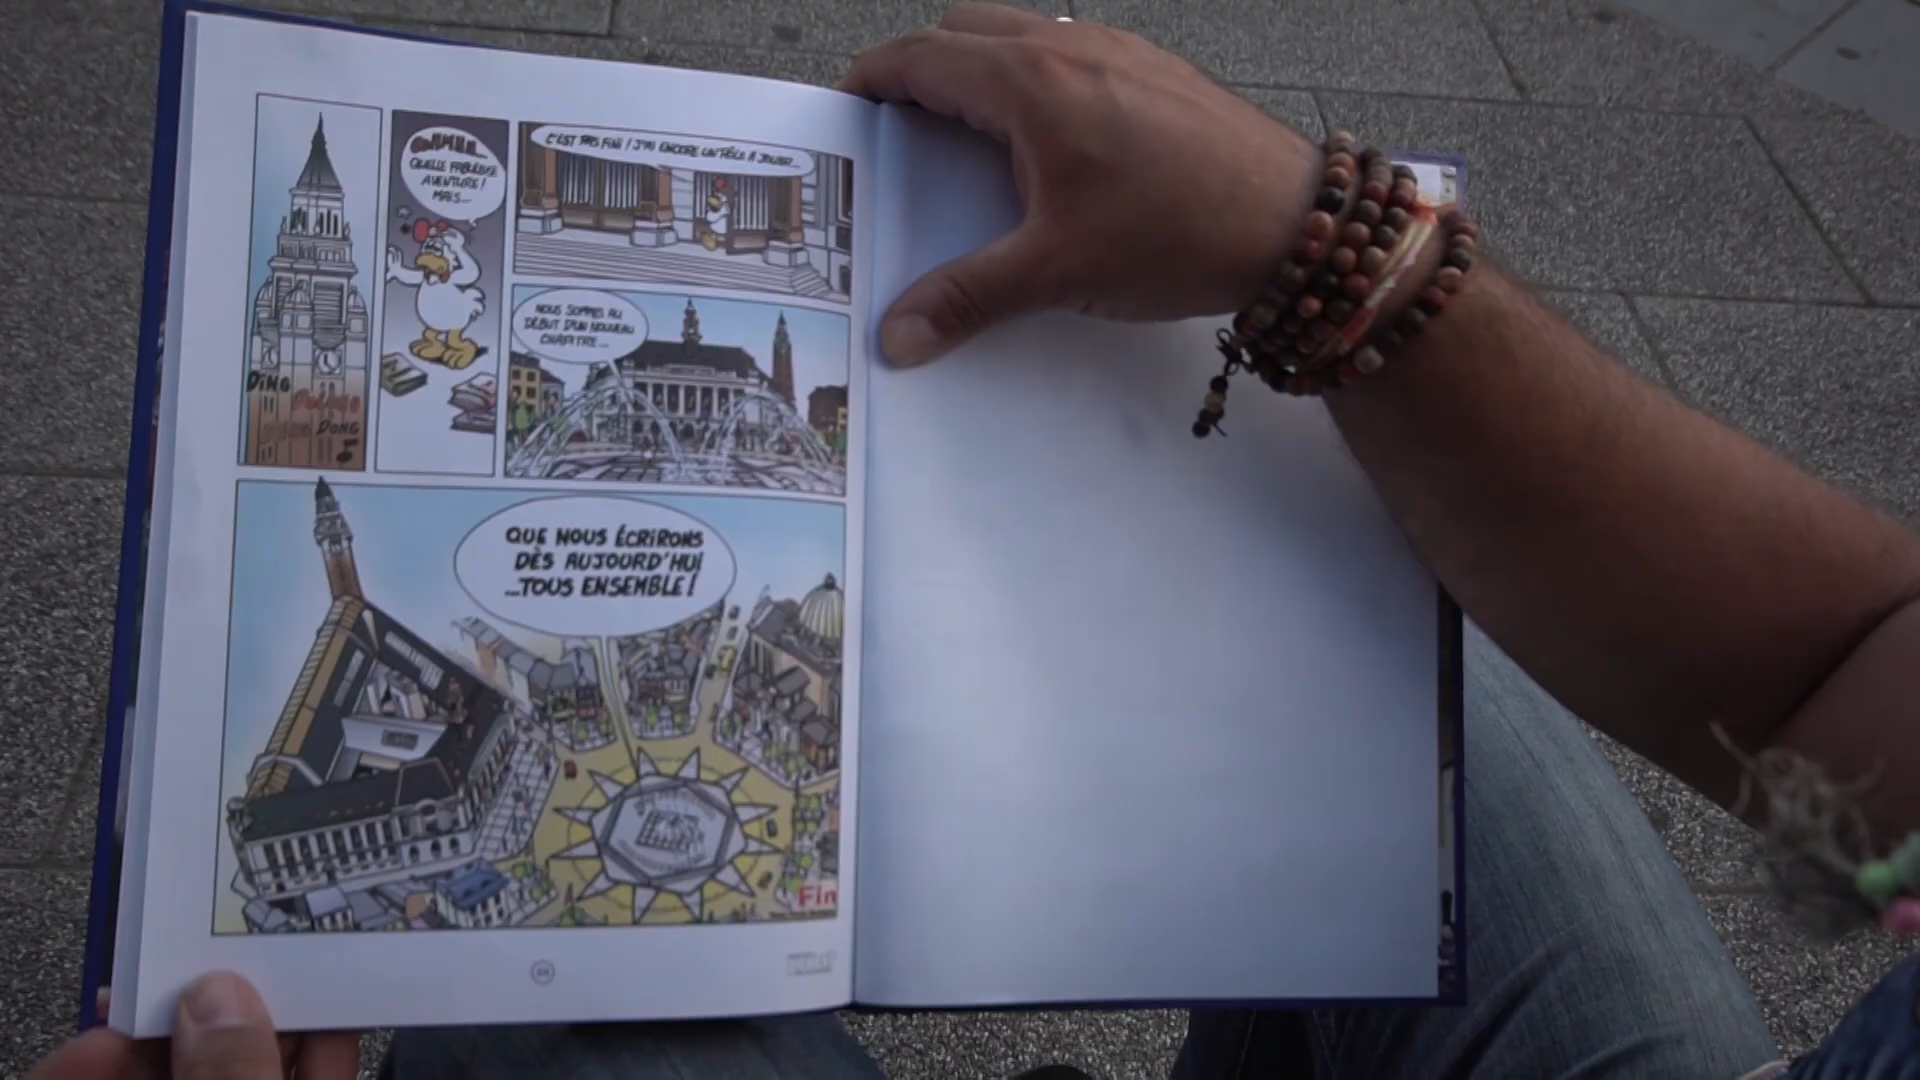 QUELLE FABULEUSE
AVENTURE!
MAIS...
C'EST PAS FINI! J'AI ENCORE UN RÔLE À JOUER...
DiNG
DONG
NOUS SOMMES AU
DÉBUT D'UN NOUVEAU
CHAPITRE...
QUE NOUS ÉCRiRONS
DÈS AUJOURD'HUi
...TOUS ENSEMBLE!
Fin